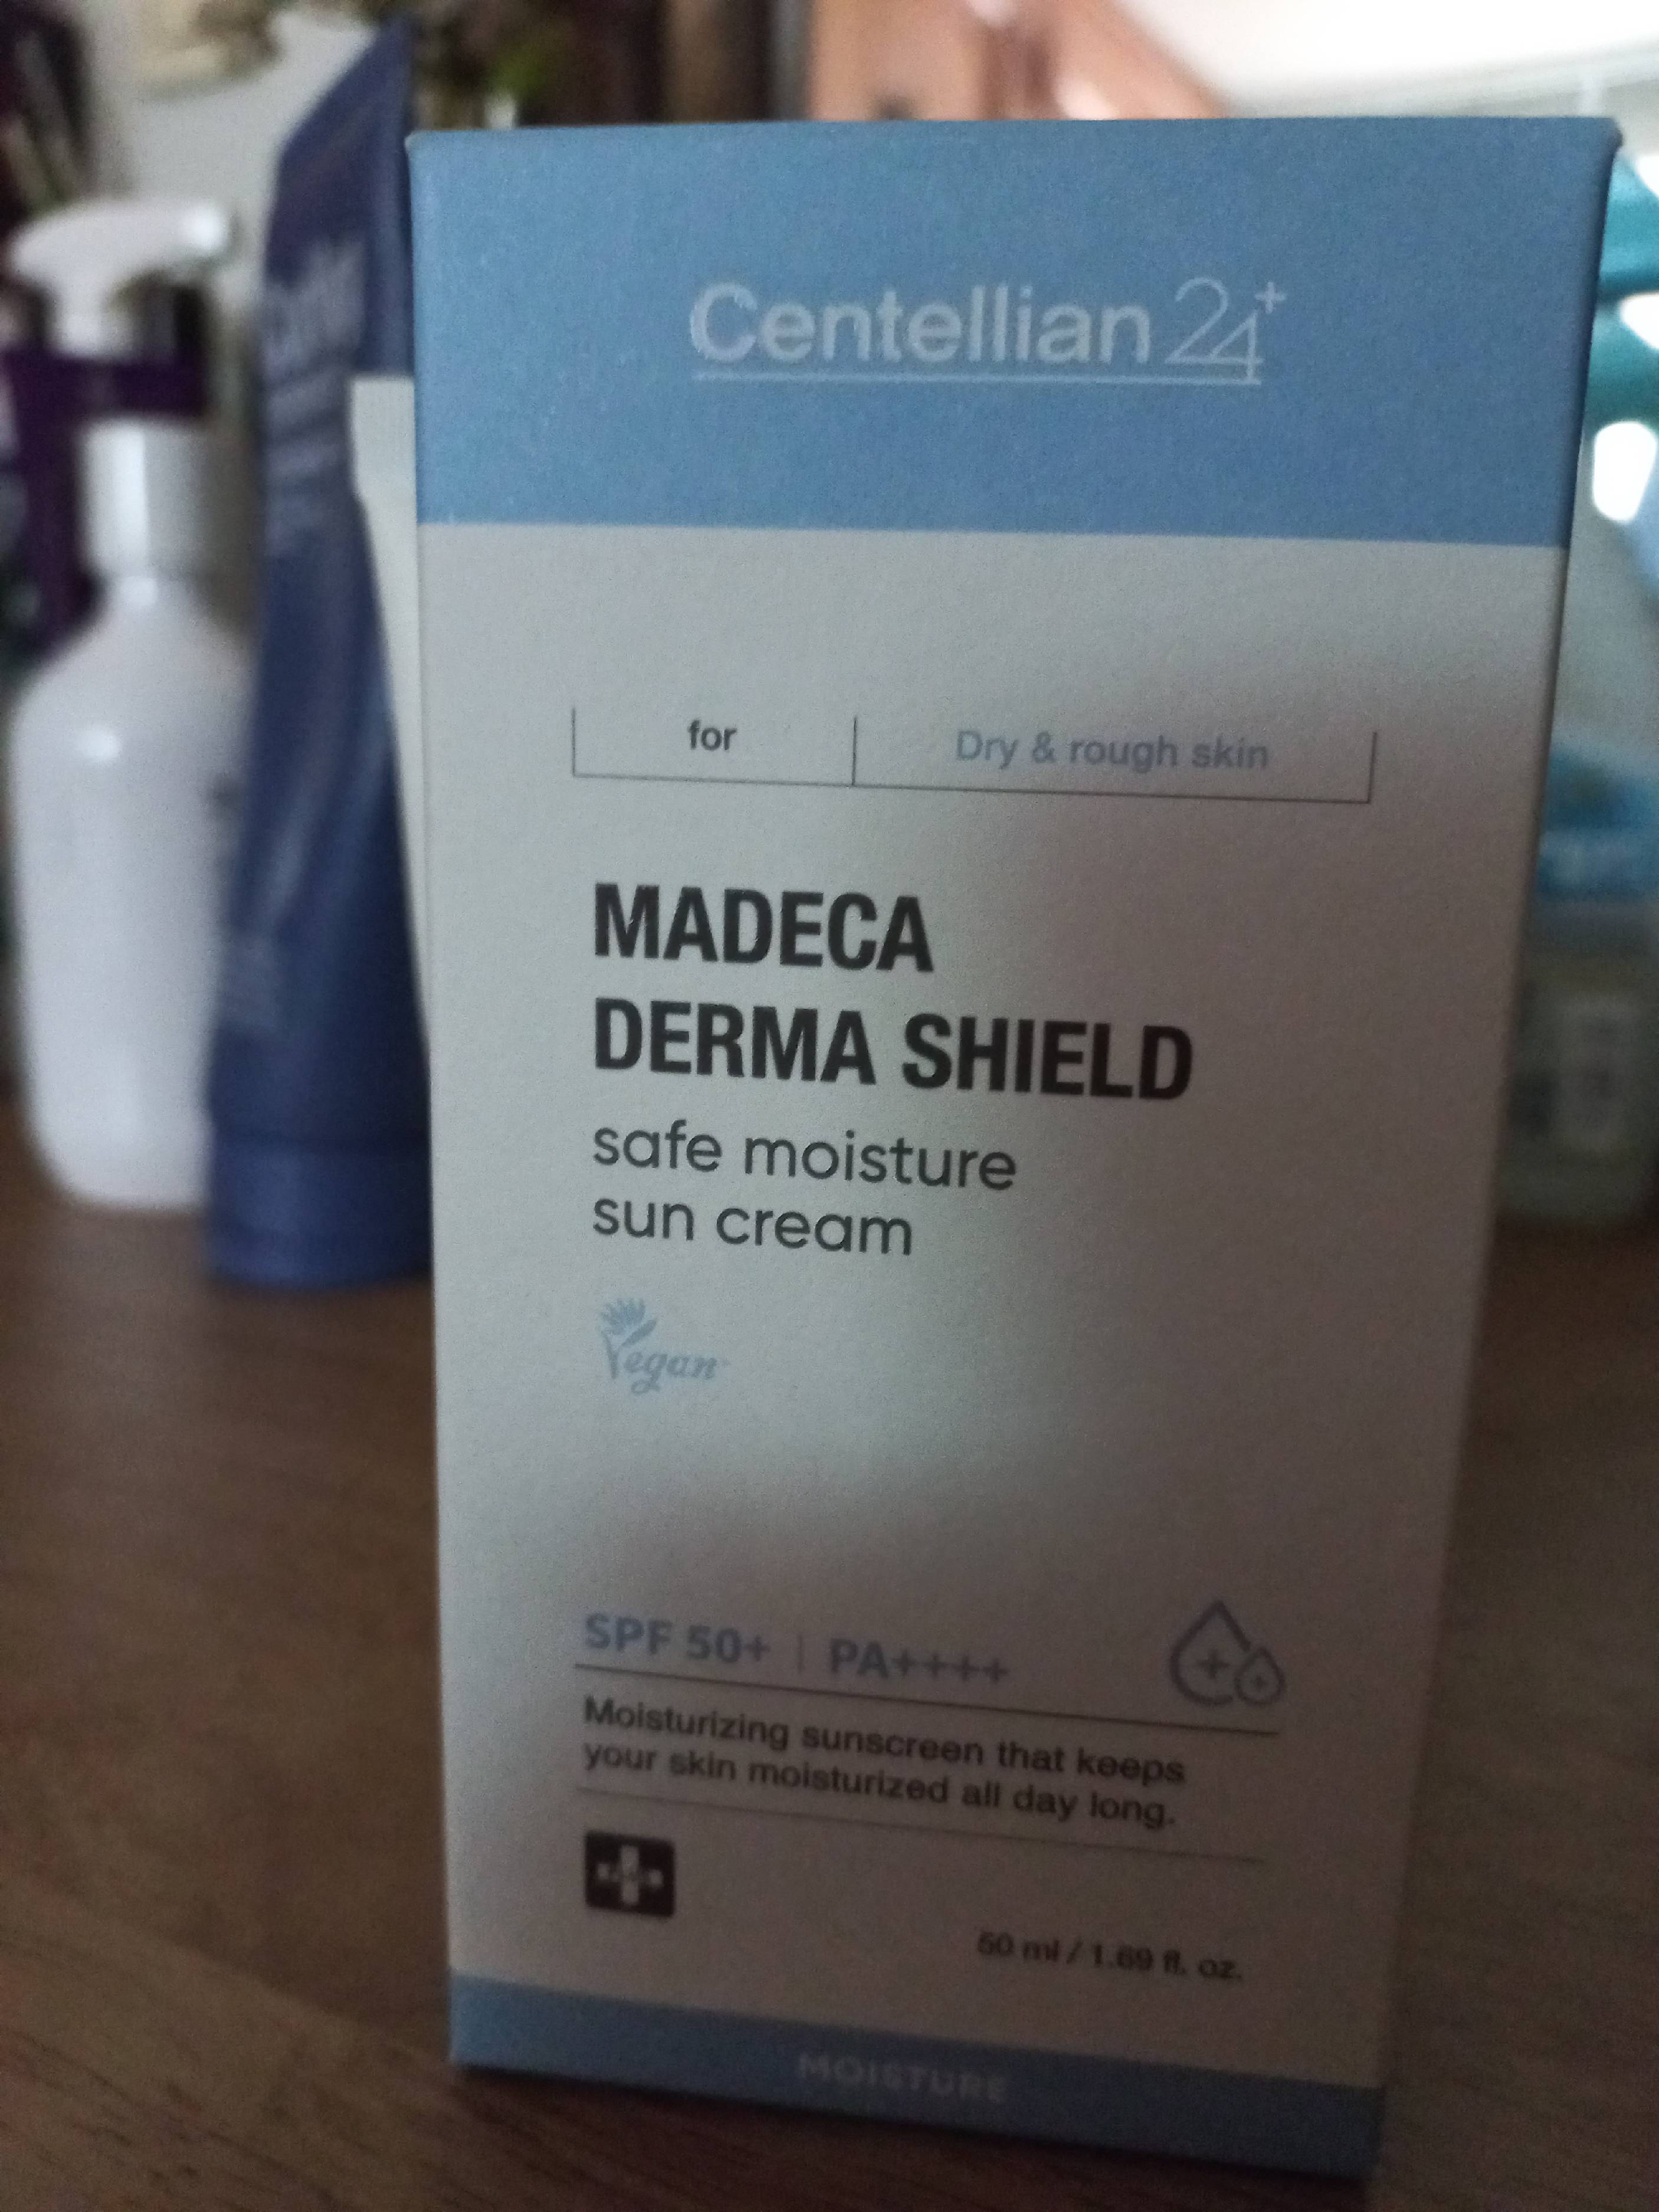 Centellian 24+
for Dry & rough skin
MADECA
DERMA SHIELD
safe moisture
sun cream
Vegan
SPF 50+ | PA++++
Moisturizing sunscreen that keeps
your skin moisturized all day long.
50 ml / 1.69 fl. oz.
MOISTURE